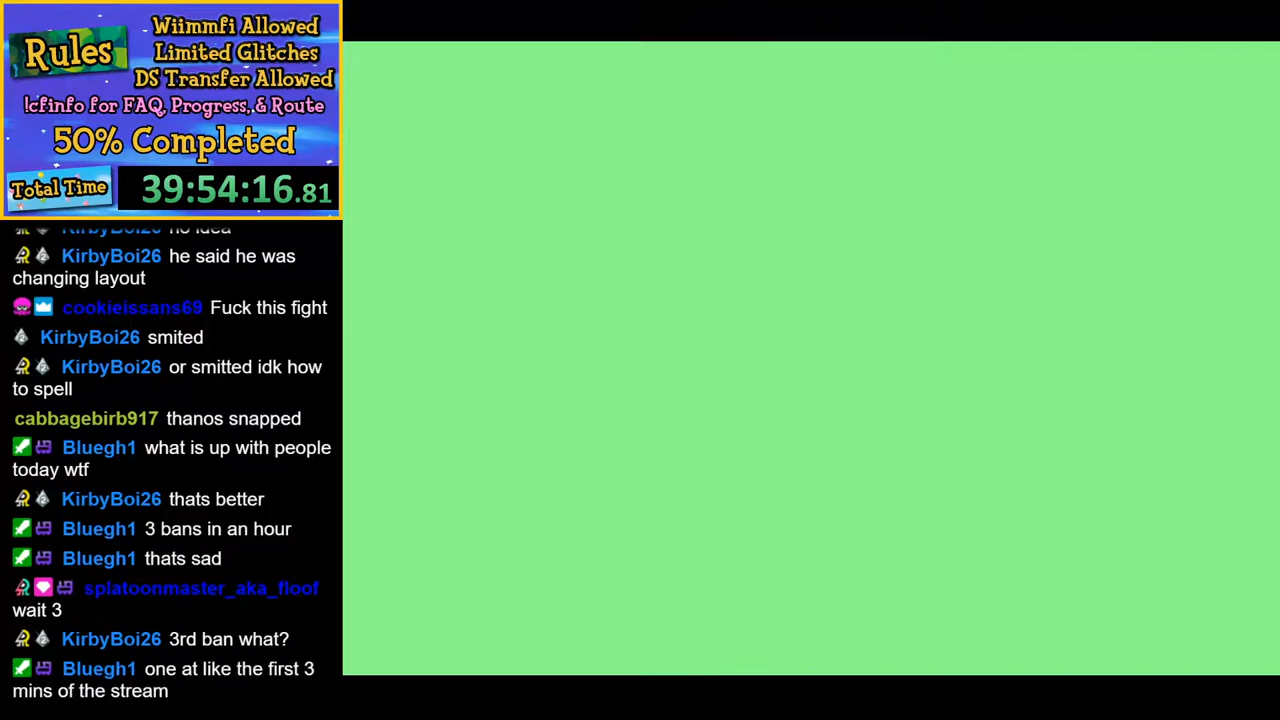 Rules
Wiimmfi Allowed
Limited Glitches
DS Transfer Allowed
!cfinfo for FAQ, Progress, & Route
50% Completed
Total Time
39:54:16.81
KirbyBoi26 no idea
KirbyBoi26 he said he was
changing layout
cookieissans69 Fuck this fight
KirbyBoi26 smited
KirbyBoi26 or smitted idk how
to spell
cabbagebirb917 thanos snapped
Bluegh1 what is up with people
today wtf
KirbyBoi26 thats better
Bluegh1 3 bans in an hour
Bluegh1 thats sad
splatoonmaster_aka_floof
wait 3
KirbyBoi26 3rd ban what?
Bluegh1 one at like the first 3
mins of the stream